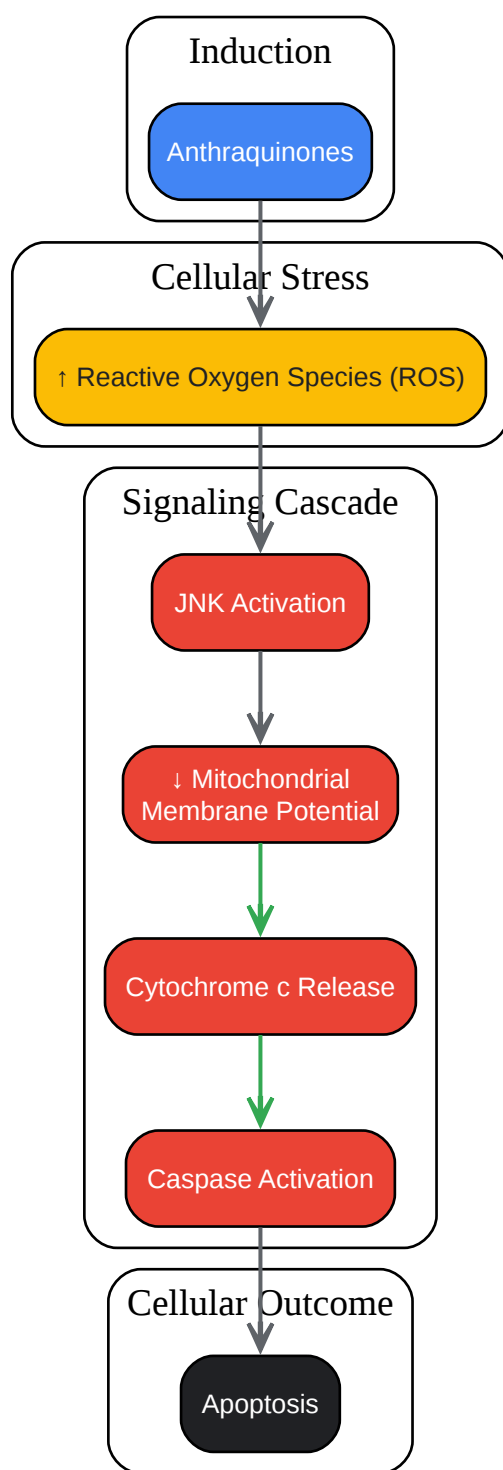 Induction
Anthraquinones
Cellular Stress
↑ Reactive Oxygen Species (ROS)
Signaling Cascade
JNK Activation
↓ Mitochondrial
Membrane Potential
Cytochrome c Release
Caspase Activation
Cellular Outcome
Apoptosis